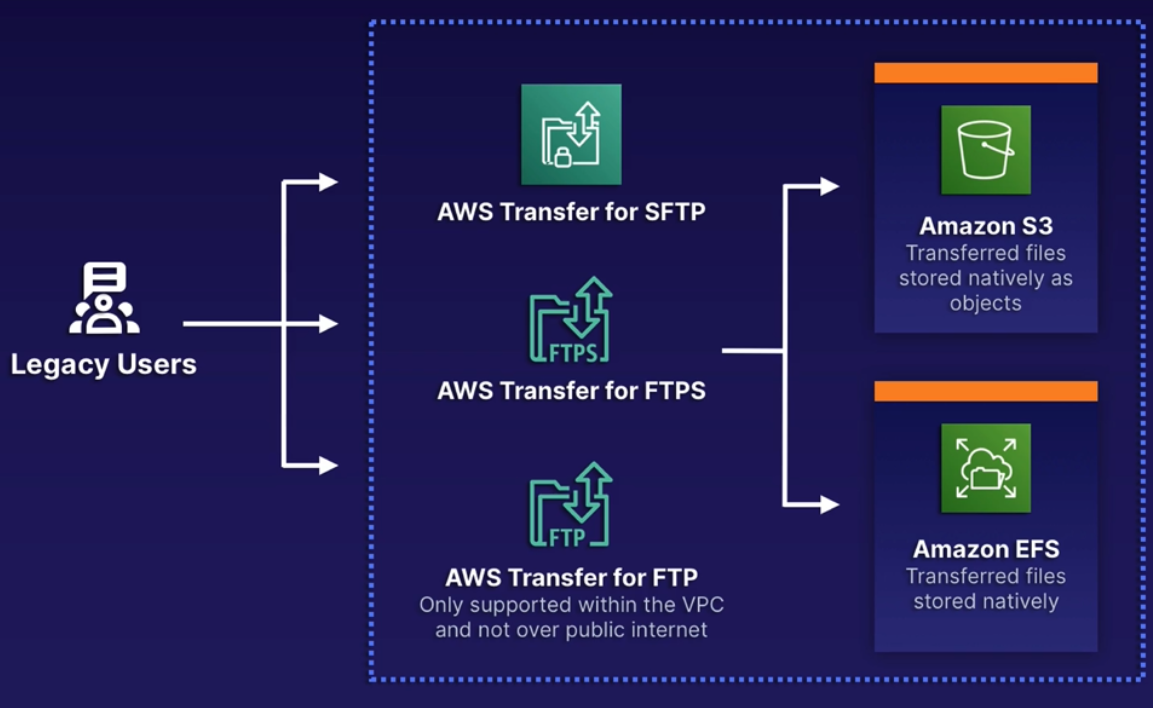 Legacy Users
AWS Transfer for SFTP
FTPS
AWS Transfer for FTPS
FTP
AWS Transfer for FTP
Only supported within the VPC
and not over public internet
Amazon S3
Transferred files
stored natively as
objects
Amazon EFS
Transferred files
stored natively